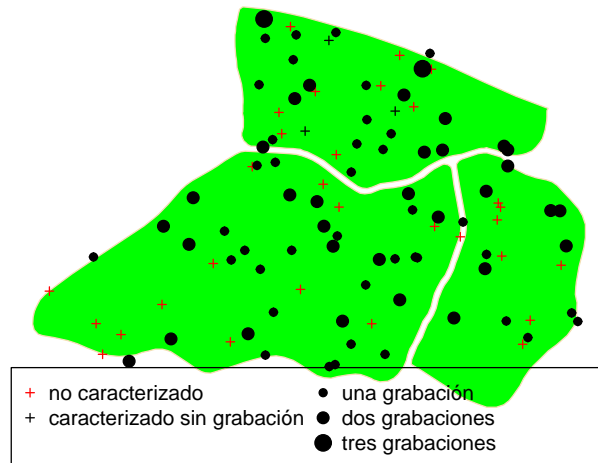 no caracterizado
caracterizado sin grabación
una grabación
dos grabaciones
tres grabaciones